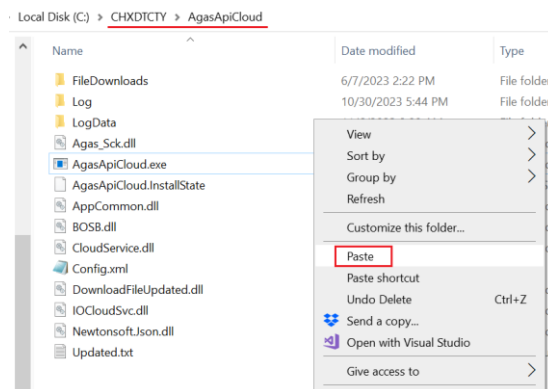 Local Disk (C:) > CHXDTCTY > AgasApiCloud
Name Date modified Type
FileDownloads 6/7/2023 2:22 PM File folde
Log 10/30/2023 5:44 PM File folde
LogData
Agas_Sck.dll
AgasApiCloud.exe
AgasApiCloud.InstallState
AppCommon.dll
BOSB.dll
CloudService.dll
Config.xml
DownloadFileUpdated.dll
IOCloudSvc.dll
Newtonsoft.Json.dll
Updated.txt
View
Sort by
Group by
Refresh
Customize this folder...
Paste
Paste shortcut
Undo Delete Ctrl+Z
Send a copy...
Open with Visual Studio
Give access to